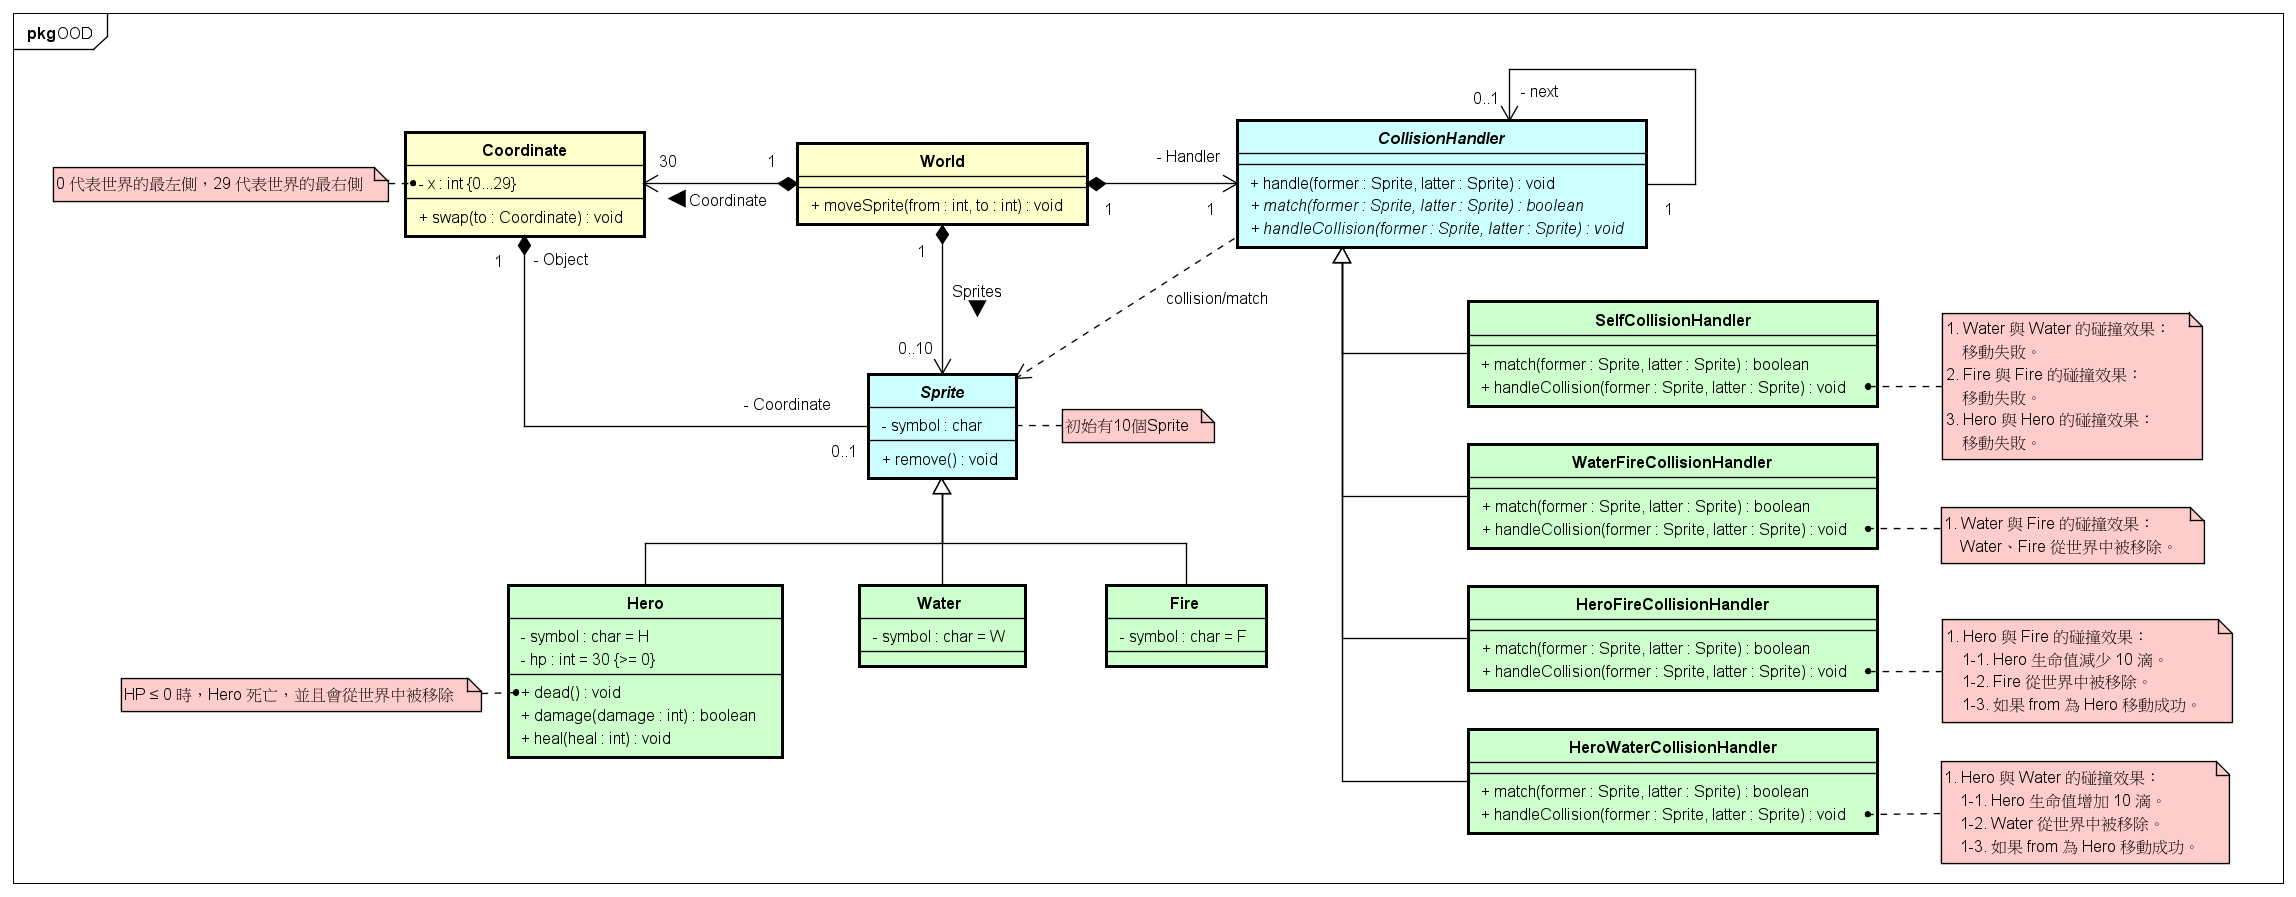 pkg OOD
0 代表世界的最左側，29 代表世界的最右側
Coordinate
- x : int {0...29}
+ swap(to : Coordinate) : void
30
1
Coordinate
World
+ moveSprite(from : int, to : int) : void
- Handler
1
1
0..1
- next
CollisionHandler
+ handle(former : Sprite, latter : Sprite) : void
+ match(former : Sprite, latter : Sprite) : boolean
+ handleCollision(former : Sprite, latter : Sprite) : void
1
1
- Object
1
Sprites
0..10
collision/match
- Coordinate
0..1
Sprite
- symbol : char
+ remove() : void
初始有10個Sprite
Hero
- symbol : char = H
- hp : int = 30 {>= 0}
+ dead() : void
+ damage(damage : int) : boolean
+ heal(heal : int) : void
HP ≤ 0 時，Hero 死亡，並且會從世界中被移除
Water
- symbol : char = W
Fire
- symbol : char = F
SelfCollisionHandler
+ match(former : Sprite, latter : Sprite) : boolean
+ handleCollision(former : Sprite, latter : Sprite) : void
1. Water 與 Water 的碰撞效果：
移動失敗。
2. Fire 與 Fire 的碰撞效果：
移動失敗。
3. Hero 與 Hero 的碰撞效果：
移動失敗。
WaterFireCollisionHandler
+ match(former : Sprite, latter : Sprite) : boolean
+ handleCollision(former : Sprite, latter : Sprite) : void
1. Water 與 Fire 的碰撞效果：
Water、Fire 從世界中被移除。
HeroFireCollisionHandler
+ match(former : Sprite, latter : Sprite) : boolean
+ handleCollision(former : Sprite, latter : Sprite) : void
1. Hero 與 Fire 的碰撞效果：
1-1. Hero 生命值減少 10 滴。
1-2. Fire 從世界中被移除。
1-3. 如果 from 為 Hero 移動成功。
HeroWaterCollisionHandler
+ match(former : Sprite, latter : Sprite) : boolean
+ handleCollision(former : Sprite, latter : Sprite) : void
1. Hero 與 Water 的碰撞效果：
1-1. Hero 生命值增加 10 滴。
1-2. Water 從世界中被移除。
1-3. 如果 from 為 Hero 移動成功。